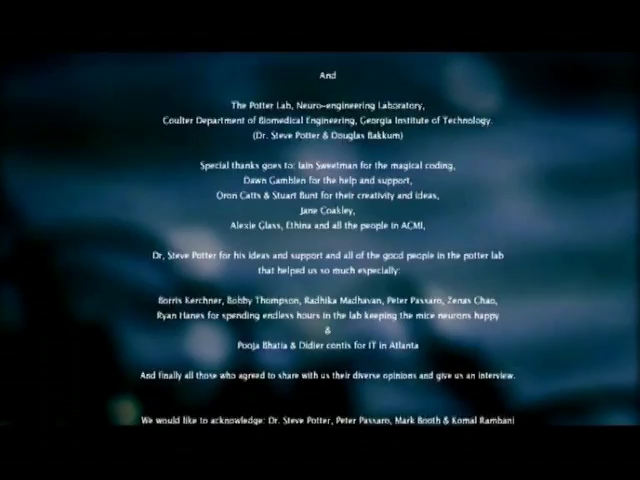 And
The Potter Lab, Neuro-engineering Laboratory,
Coulter Department of Biomedical Engineering, Georgia Institute of Technology.
(Dr. Steve Potter & Douglas Bakkum)
Special thanks goes to: Iain Sweetman for the magical coding,
Dawn Gamblen for the help and support,
Oron Catts & Stuart Bunt for their creativity and ideas,
Jane Coakley,
Alexie Glass, Ethina and all the people in ACMI,
Dr, Steve Potter for his ideas and support and all of the good people in the potter lab
that helped us so much especially:
Borris Kerchner, Bobby Thompson, Radhika Madhavan, Peter Passaro, Zenas Chao,
Ryan Hanes for spending endless hours in the lab keeping the mice neurons happy
&
Pooja Bhatia & Didier contis for IT in Atlanta
And finally all those who agreed to share with us their diverse opinions and give us an interview.
We would like to acknowledge: Dr. Steve Potter, Peter Passaro, Mark Booth & Komal Rambani